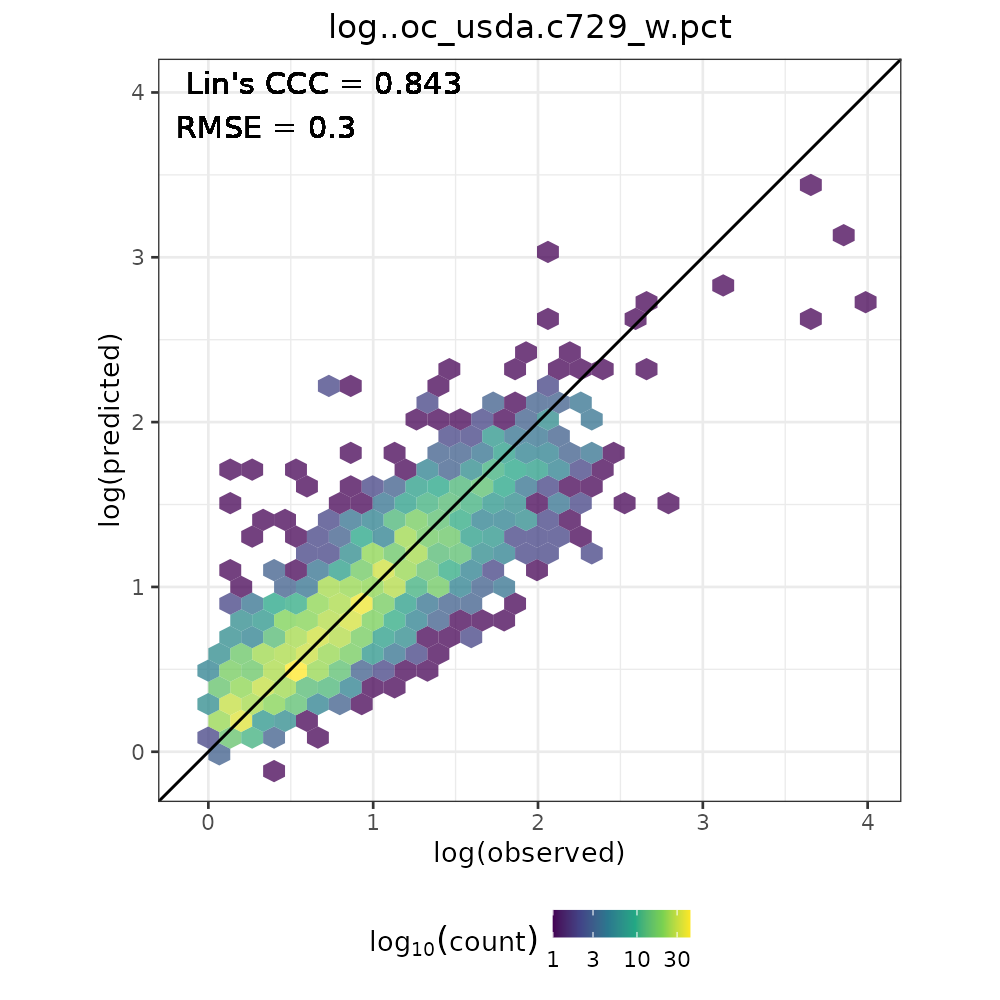 log..oc_usda.c729_w.pct
Lin's CCC = 0.843
RMSE = 0.3
4
3
2
1
0
log(predicted)
0 1 2 3 4
log(observed)
log10(count)
1 3 10 30